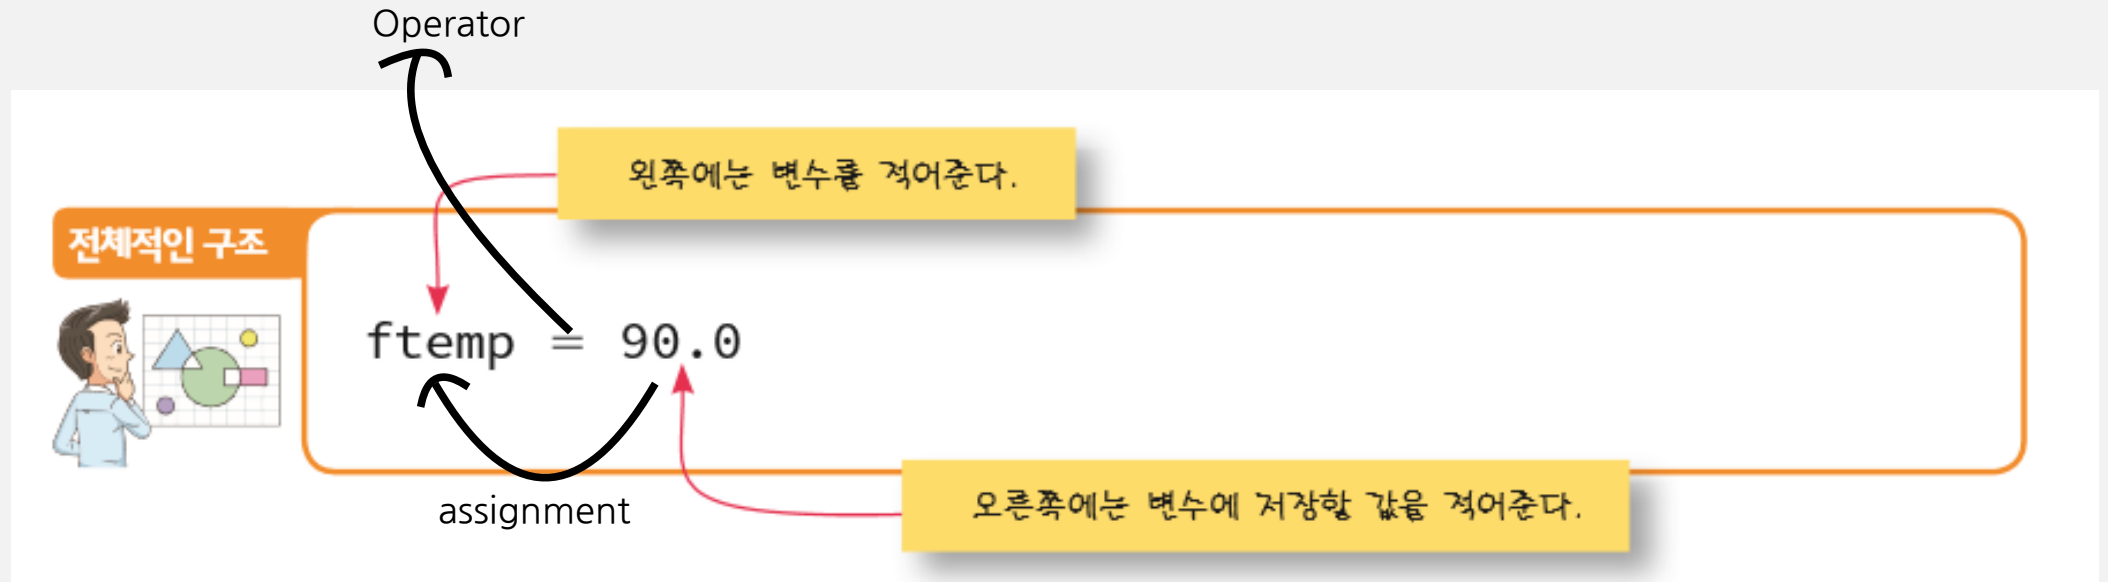 Operator
왼쪽에는 변수를 적어준다.
전체적인 구조
ftemp = 90.0
assignment
오른쪽에는 변수에 저장할 값을 적어준다.